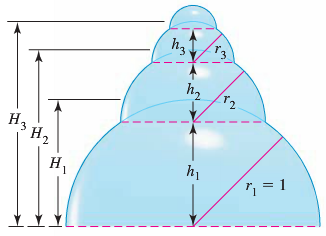 h₃
r₃
h₂
r₂
H₃
H₂
H₁
h₁
r₁ = 1